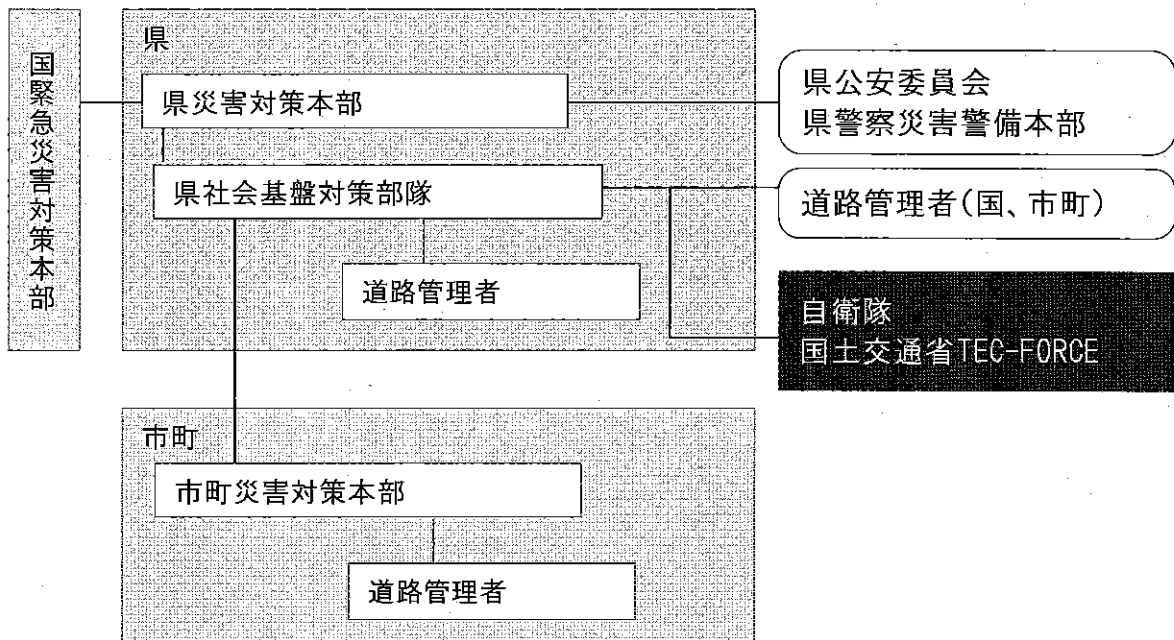 国緊急災害対策本部
県
県災害対策本部
県公安委員会
県警察災害警備本部
県社会基盤対策部隊
道路管理者(国、市町)
道路管理者
自衛隊
国土交通省TEC-FORCE
市町
市町災害対策本部
道路管理者